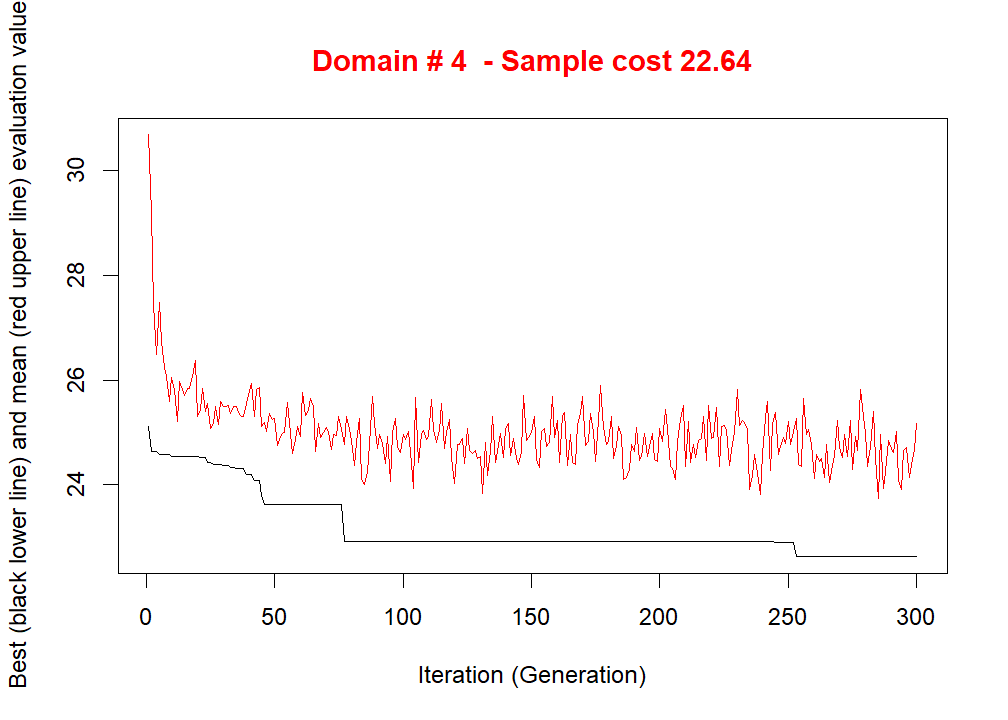 Domain # 4  - Sample cost 22.64
Best (black lower line) and mean (red upper line) evaluation value
30
28
26
24
0 50 100 150 200 250 300
Iteration (Generation)